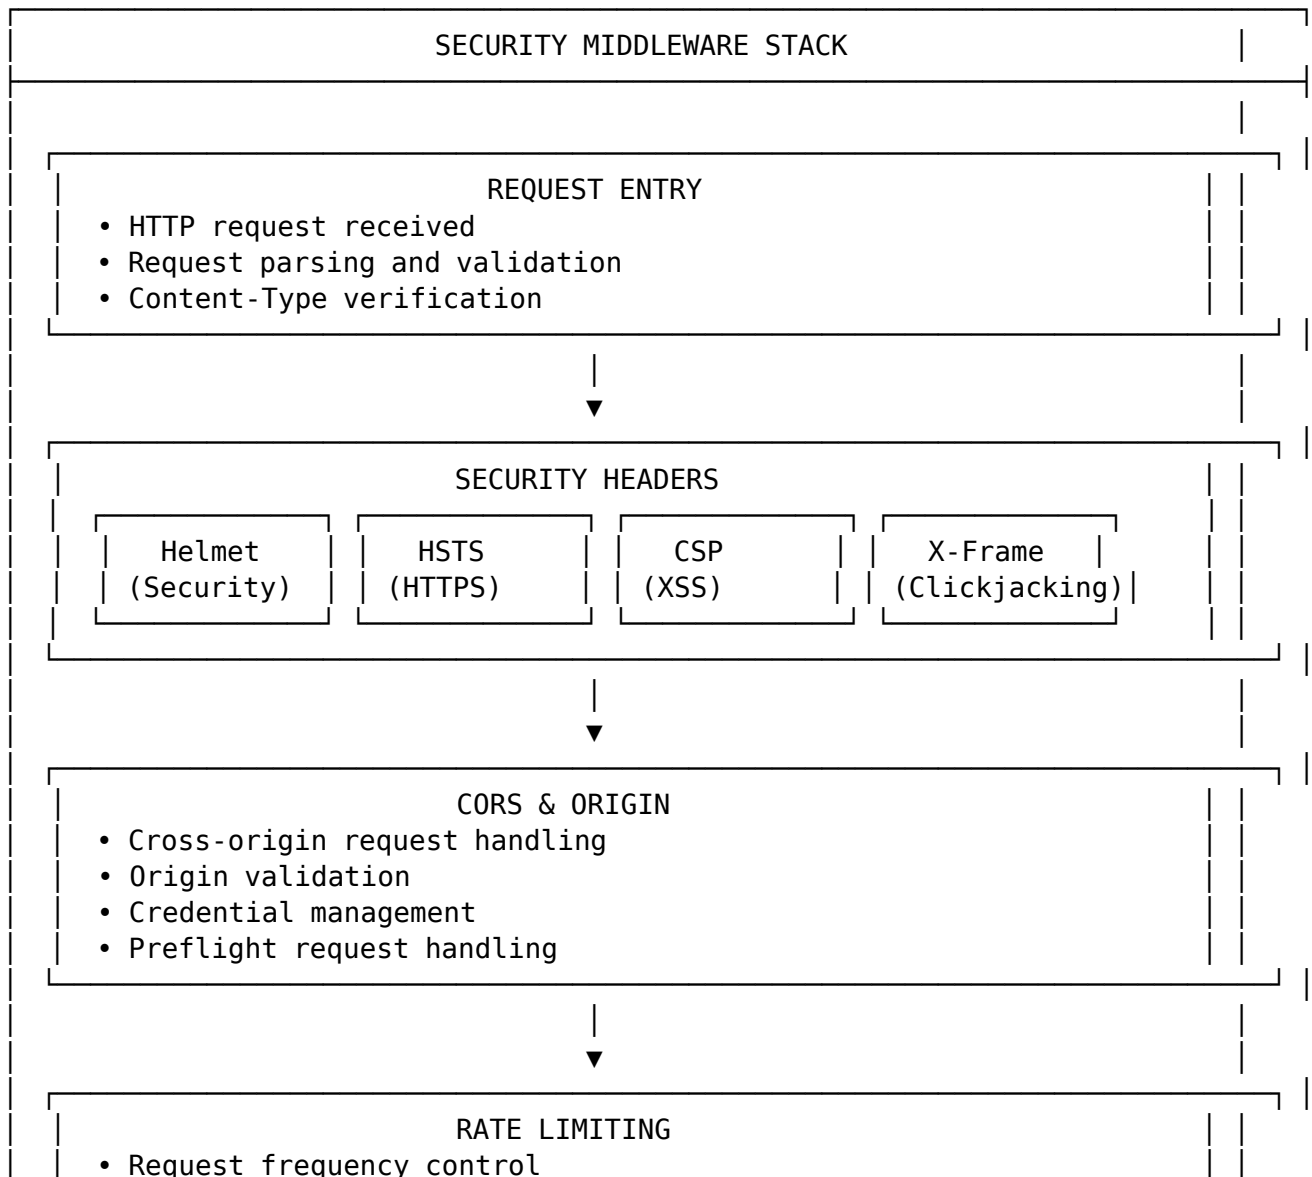 SECURITY MIDDLEWARE STACK
REQUEST ENTRY
• HTTP request received
• Request parsing and validation
• Content-Type verification
▼
SECURITY HEADERS
Helmet HSTS CSP X-Frame
(Security) (HTTPS) (XSS) (Clickjacking)
▼
CORS & ORIGIN
• Cross-origin request handling
• Origin validation
• Credential management
• Preflight request handling
▼
RATE LIMITING
• Request frequency control